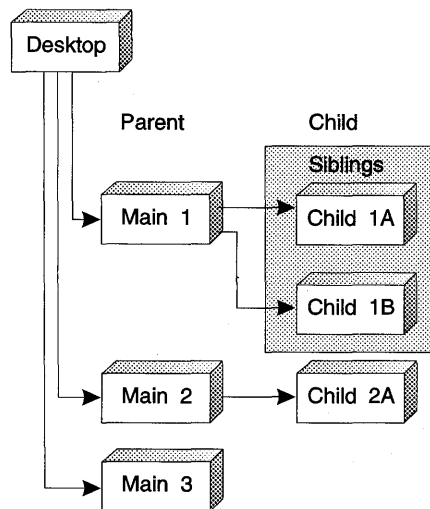 Desktop
Parent
Child
Siblings
Main 1
Child 1A
Child 1B
Main 2
Child 2A
Main 3